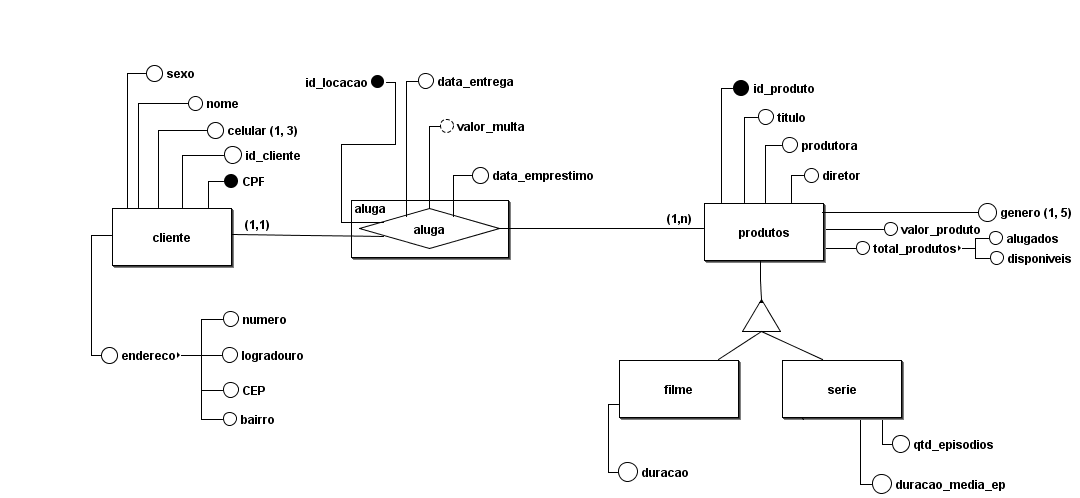 sexo
nome
celular (1, 3)
id_cliente
CPF
cliente
(1,1)
id_locacao
data_entrega
valor_multa
data_emprestimo
aluga
aluga
(1,n)
id_produto
titulo
produtora
diretor
produtos
genero (1, 5)
valor_produto
total_produtos
alugados
disponiveis
endereco
numero
logradouro
CEP
bairro
filme
serie
duracao
qtd_episodios
duracao_media_ep